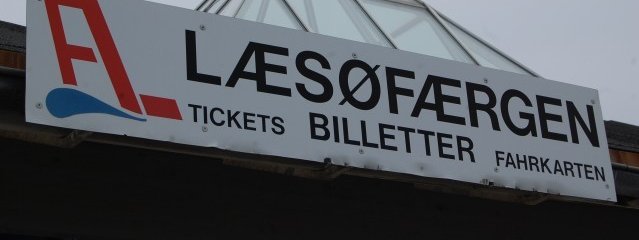 LÆSØFÆRGEN
TICKETS BILLETTER FAHRKARTEN